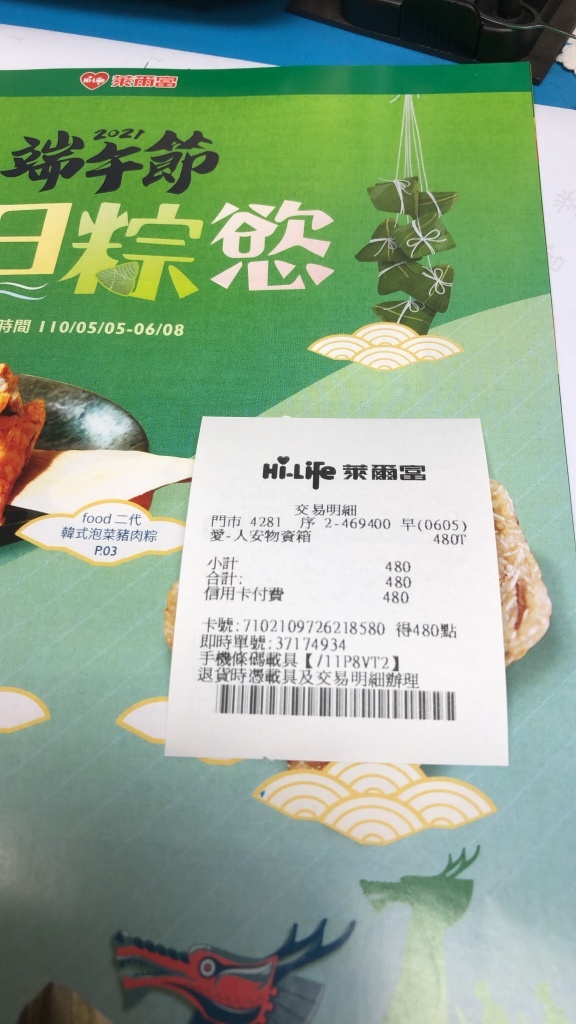 Hi-Life 萊爾富
2021
端午節
日粽慾
時間 110/05/05-06/08
food 二代
韓式泡菜豬肉粽
P.03
Hi-Life 萊爾富
交易明細
門市 4281 序 2-469400 早(0605)
愛-人安物資箱 480T
小計 480
合計: 480
信用卡付費 480
卡號:7102109726218580 得480點
即時單號:37174934
手機條碼載具【/11P8VT2】
退貨時憑載具及交易明細辦理